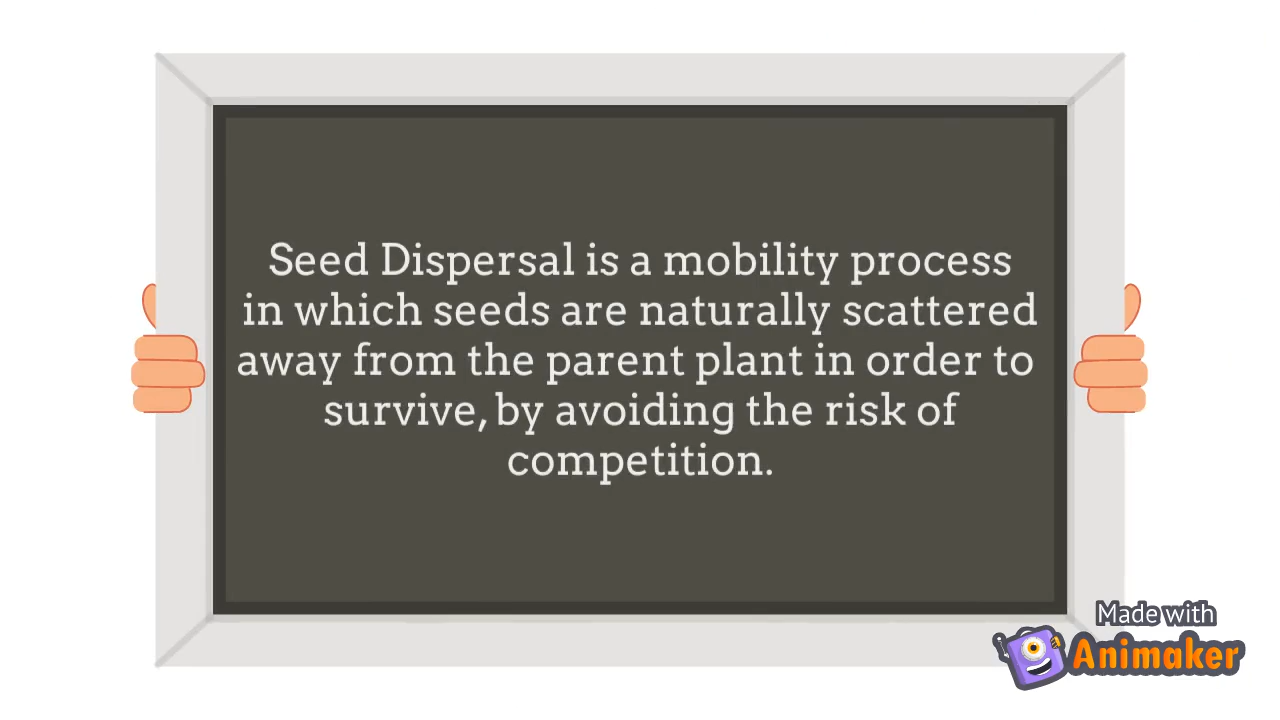 Seed Dispersal is a mobility process
in which seeds are naturally scattered
away from the parent plant in order to
survive, by avoiding the risk of
competition.
Made with
Animaker